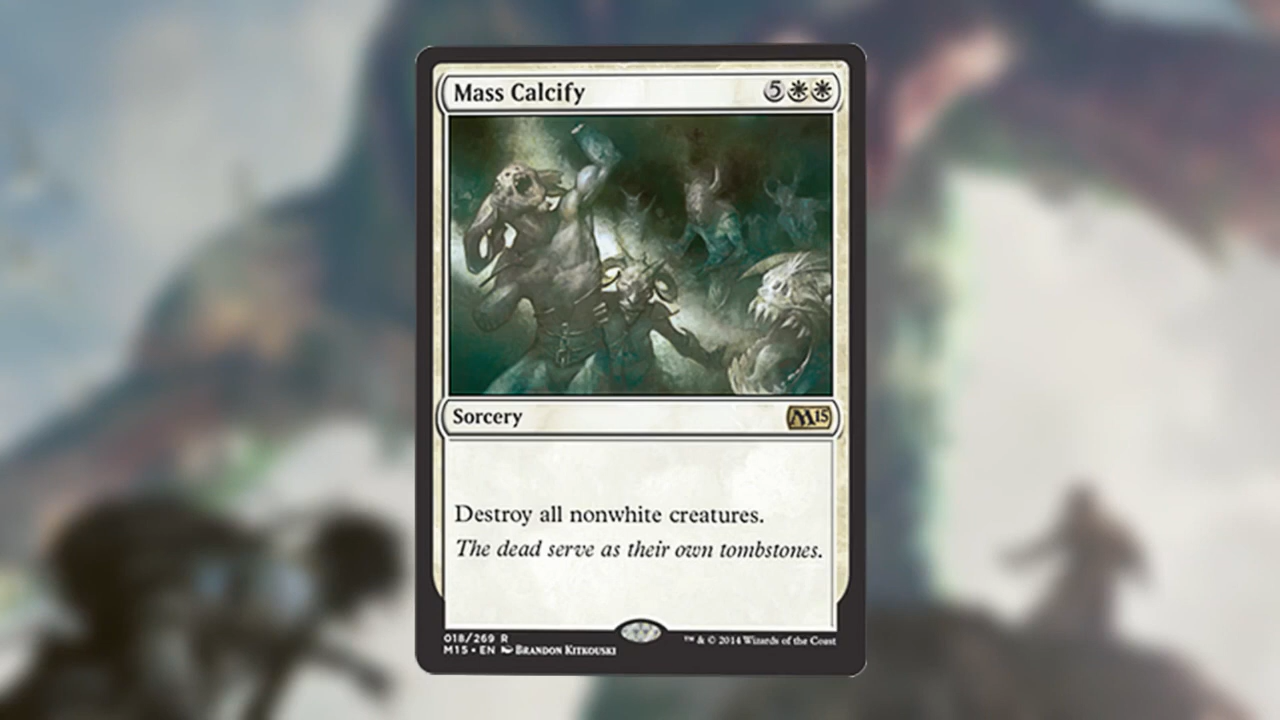 Mass Calcify 5
Sorcery M15
Destroy all nonwhite creatures.
The dead serve as their own tombstones.
018/269 R
M15 • EN BRANDON KITKOUSKI
™ & © 2014 Wizards of the Coast